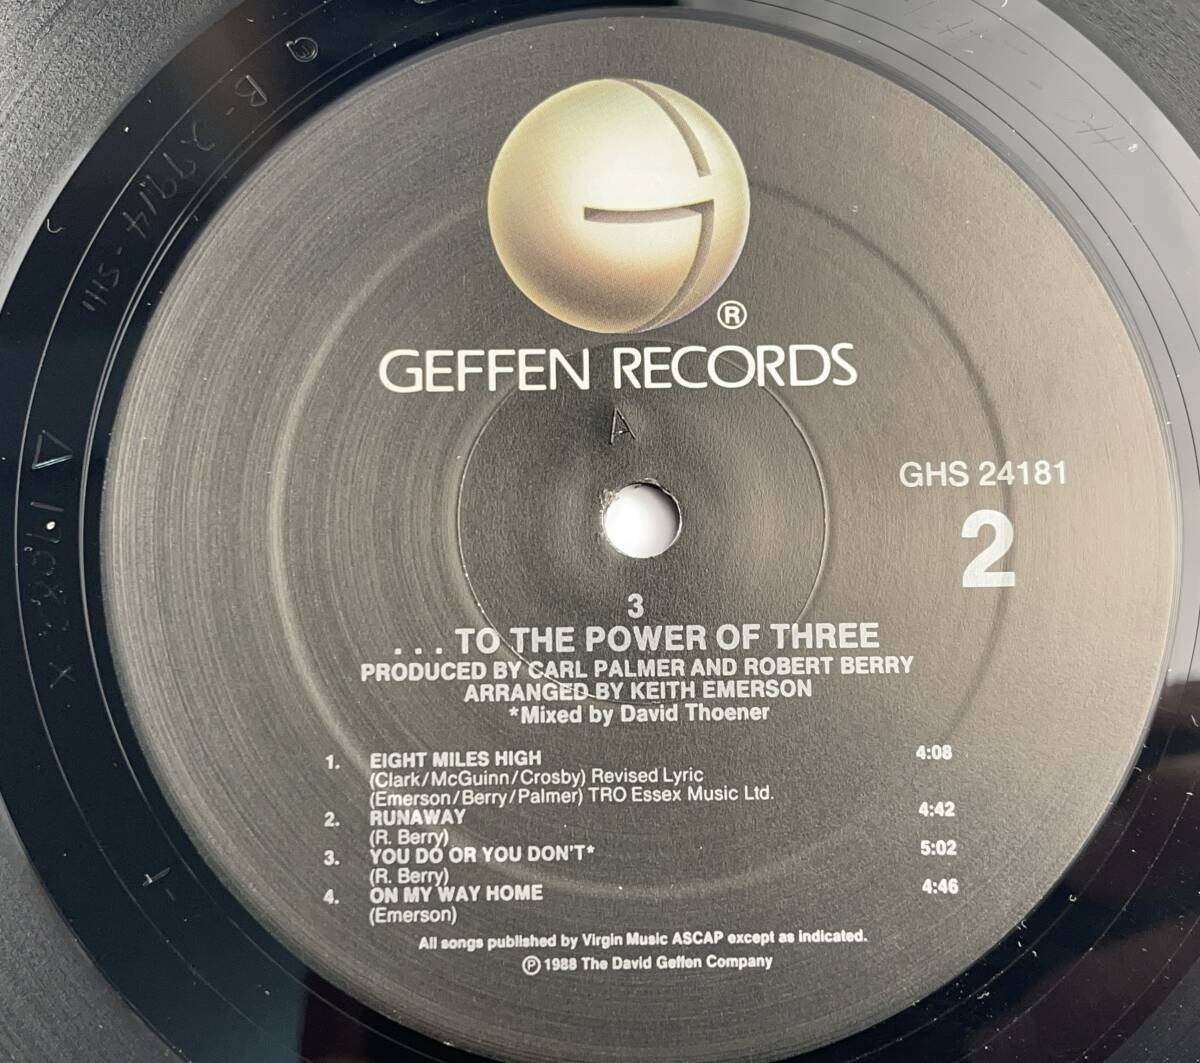 ®
GEFFEN RECORDS
A
GHS 24181
2
3
. . . TO THE POWER OF THREE
PRODUCED BY CARL PALMER AND ROBERT BERRY
ARRANGED BY KEITH EMERSON
*Mixed by David Thoener
1. EIGHT MILES HIGH 4:08
(Clark/McGuinn/Crosby) Revised Lyric
(Emerson/Berry/Palmer) TRO Essex Music Ltd.
2. RUNAWAY 4:42
(R. Berry)
3. YOU DO OR YOU DON'T* 5:02
(R. Berry)
4. ON MY WAY HOME 4:46
(Emerson)
All songs published by Virgin Music ASCAP except as indicated.
℗ 1988 The David Geffen Company